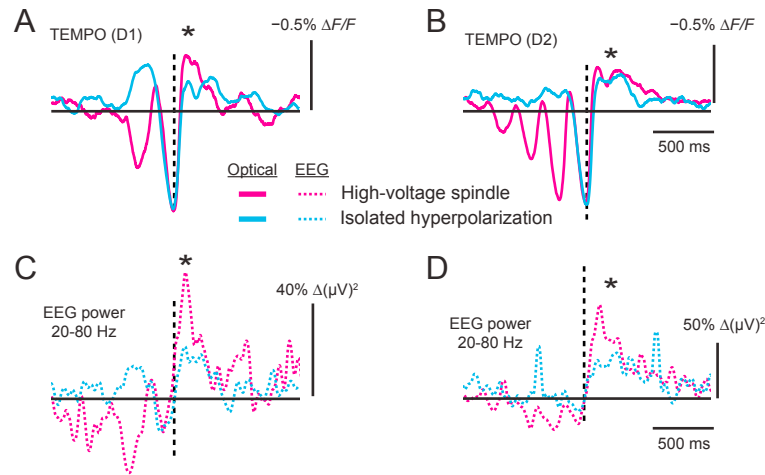 A
TEMPO (D1)
*
−0.5% ΔF/F
B
TEMPO (D2)
*
−0.5% ΔF/F
500 ms
Optical EEG
High-voltage spindle
Isolated hyperpolarization
C
EEG power
20-80 Hz
*
40% Δ(µV)²
D
EEG power
20-80 Hz
*
50% Δ(µV)²
500 ms